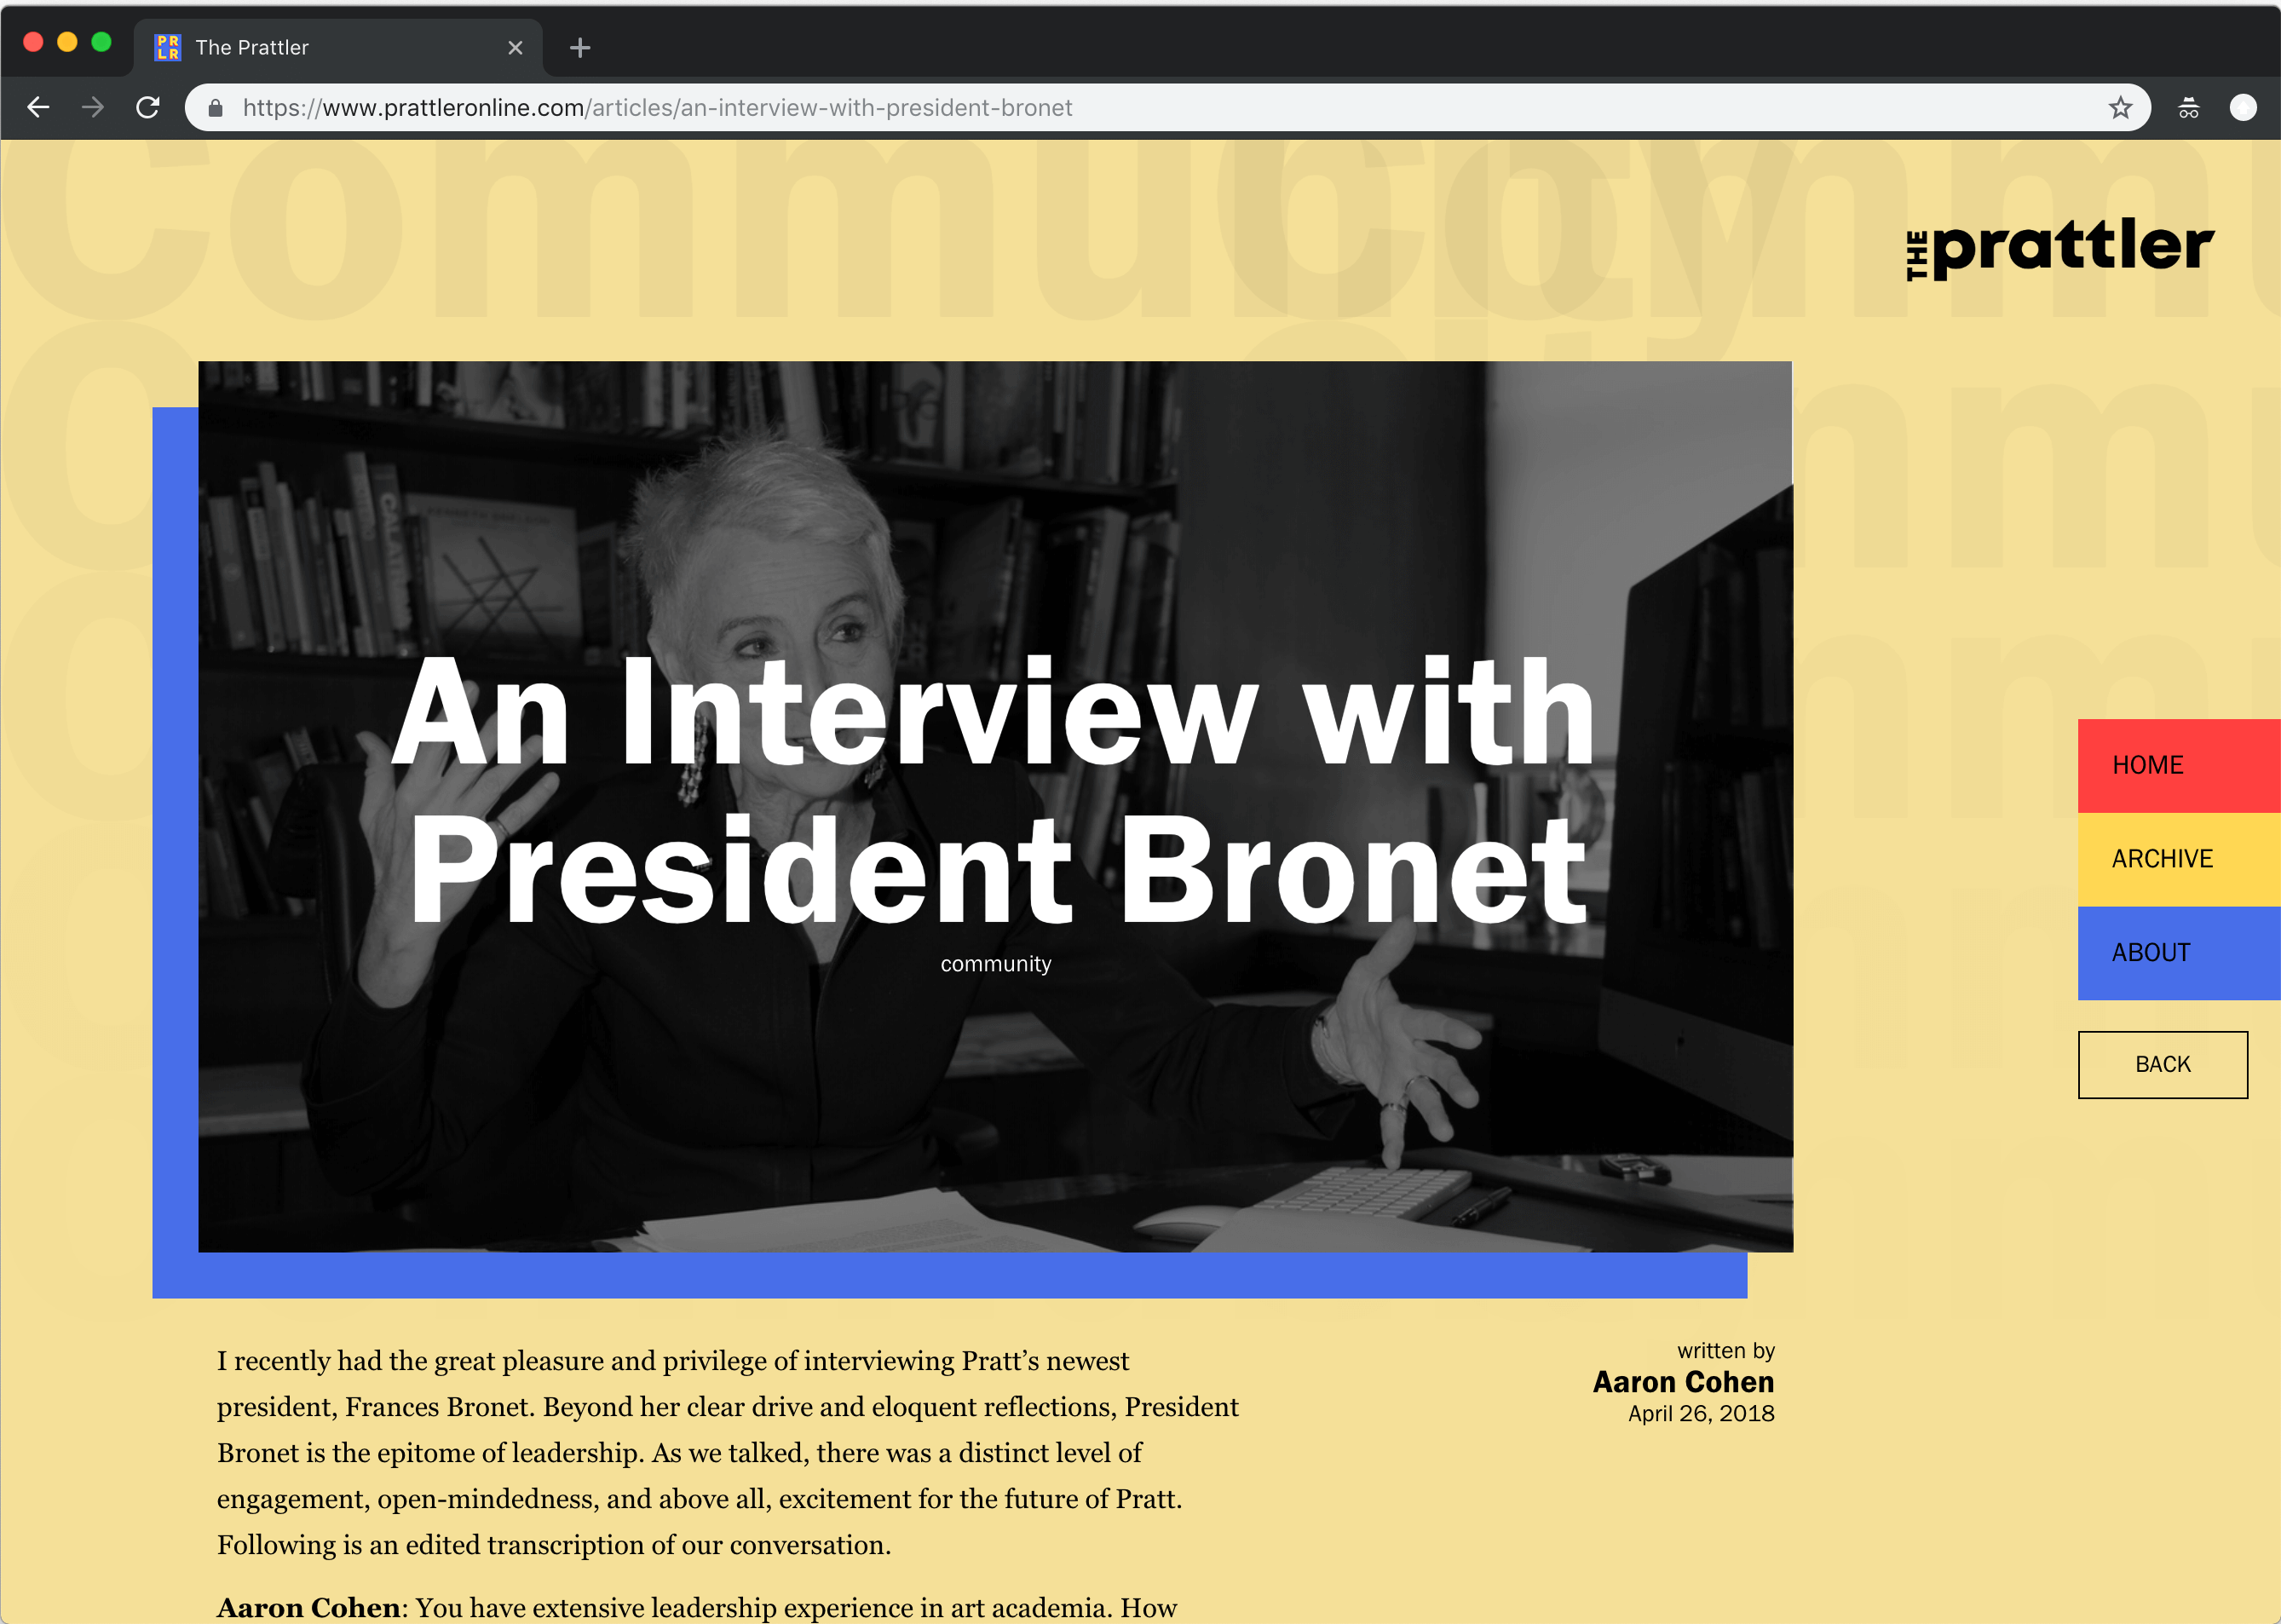 PR
LR
The Prattler
https://www.prattleronline.com/articles/an-interview-with-president-bronet
Community
Commu
THE prattler
CALATRAVA
An Interview with
President Bronet
community
HOME
ARCHIVE
ABOUT
BACK
I recently had the great pleasure and privilege of interviewing Pratt’s newest
president, Frances Bronet. Beyond her clear drive and eloquent reflections, President
Bronet is the epitome of leadership. As we talked, there was a distinct level of
engagement, open-mindedness, and above all, excitement for the future of Pratt.
Following is an edited transcription of our conversation.
Aaron Cohen: You have extensive leadership experience in art academia. How
written by
Aaron Cohen
April 26, 2018